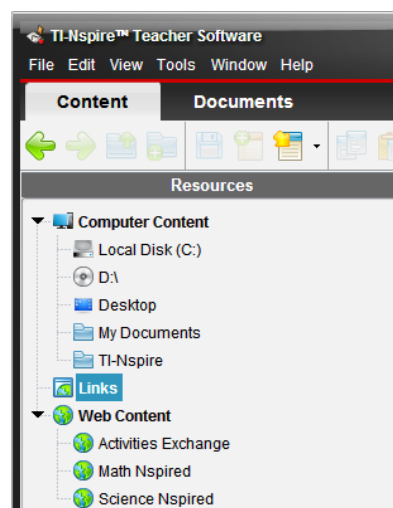 TI-Nspire™ Teacher Software
File Edit View Tools Window Help
Content Documents
Resources
Computer Content
Local Disk (C:)
D:\
Desktop
My Documents
TI-Nspire
Links
Web Content
Activities Exchange
Math Nspired
Science Nspired